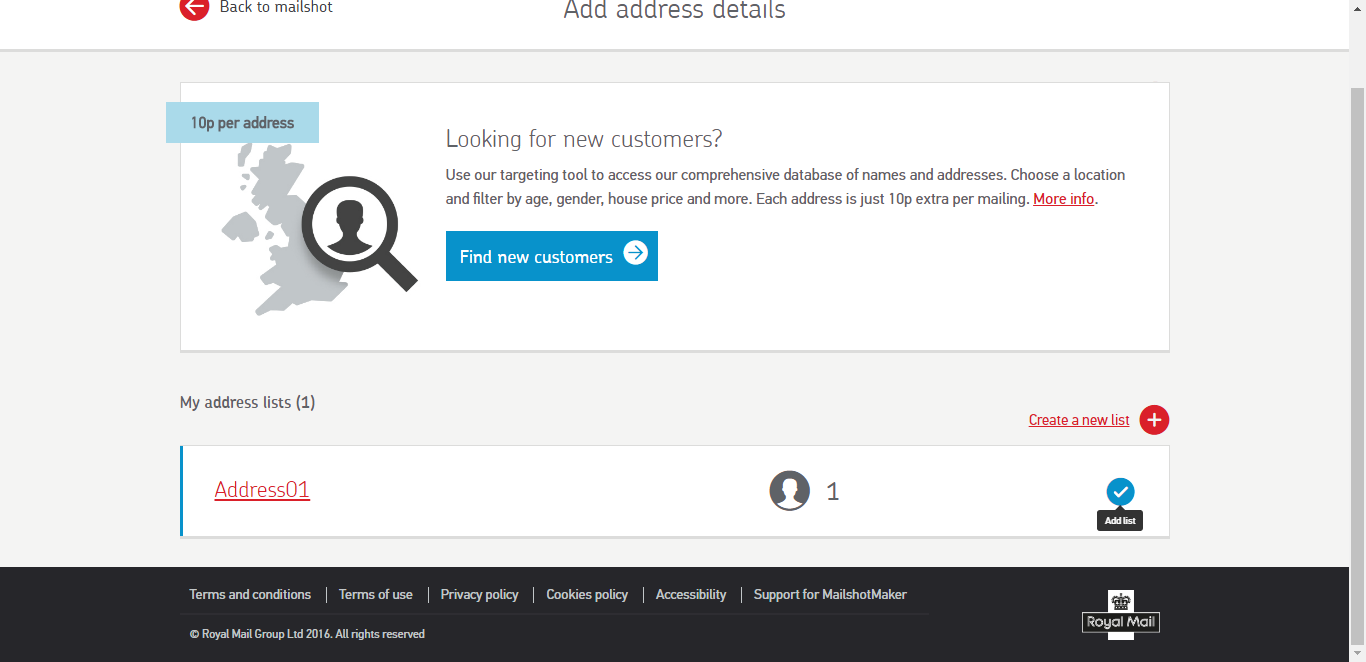 Back to mailshot
Add address details
10p per address
Looking for new customers?
Use our targeting tool to access our comprehensive database of names and addresses. Choose a location
and filter by age, gender, house price and more. Each address is just 10p extra per mailing. More info.
Find new customers
My address lists (1)
Create a new list
Address01
1
Add list
Terms and conditions
Terms of use
Privacy policy
Cookies policy
Accessibility
Support for MailshotMaker
© Royal Mail Group Ltd 2016. All rights reserved
Royal Mail